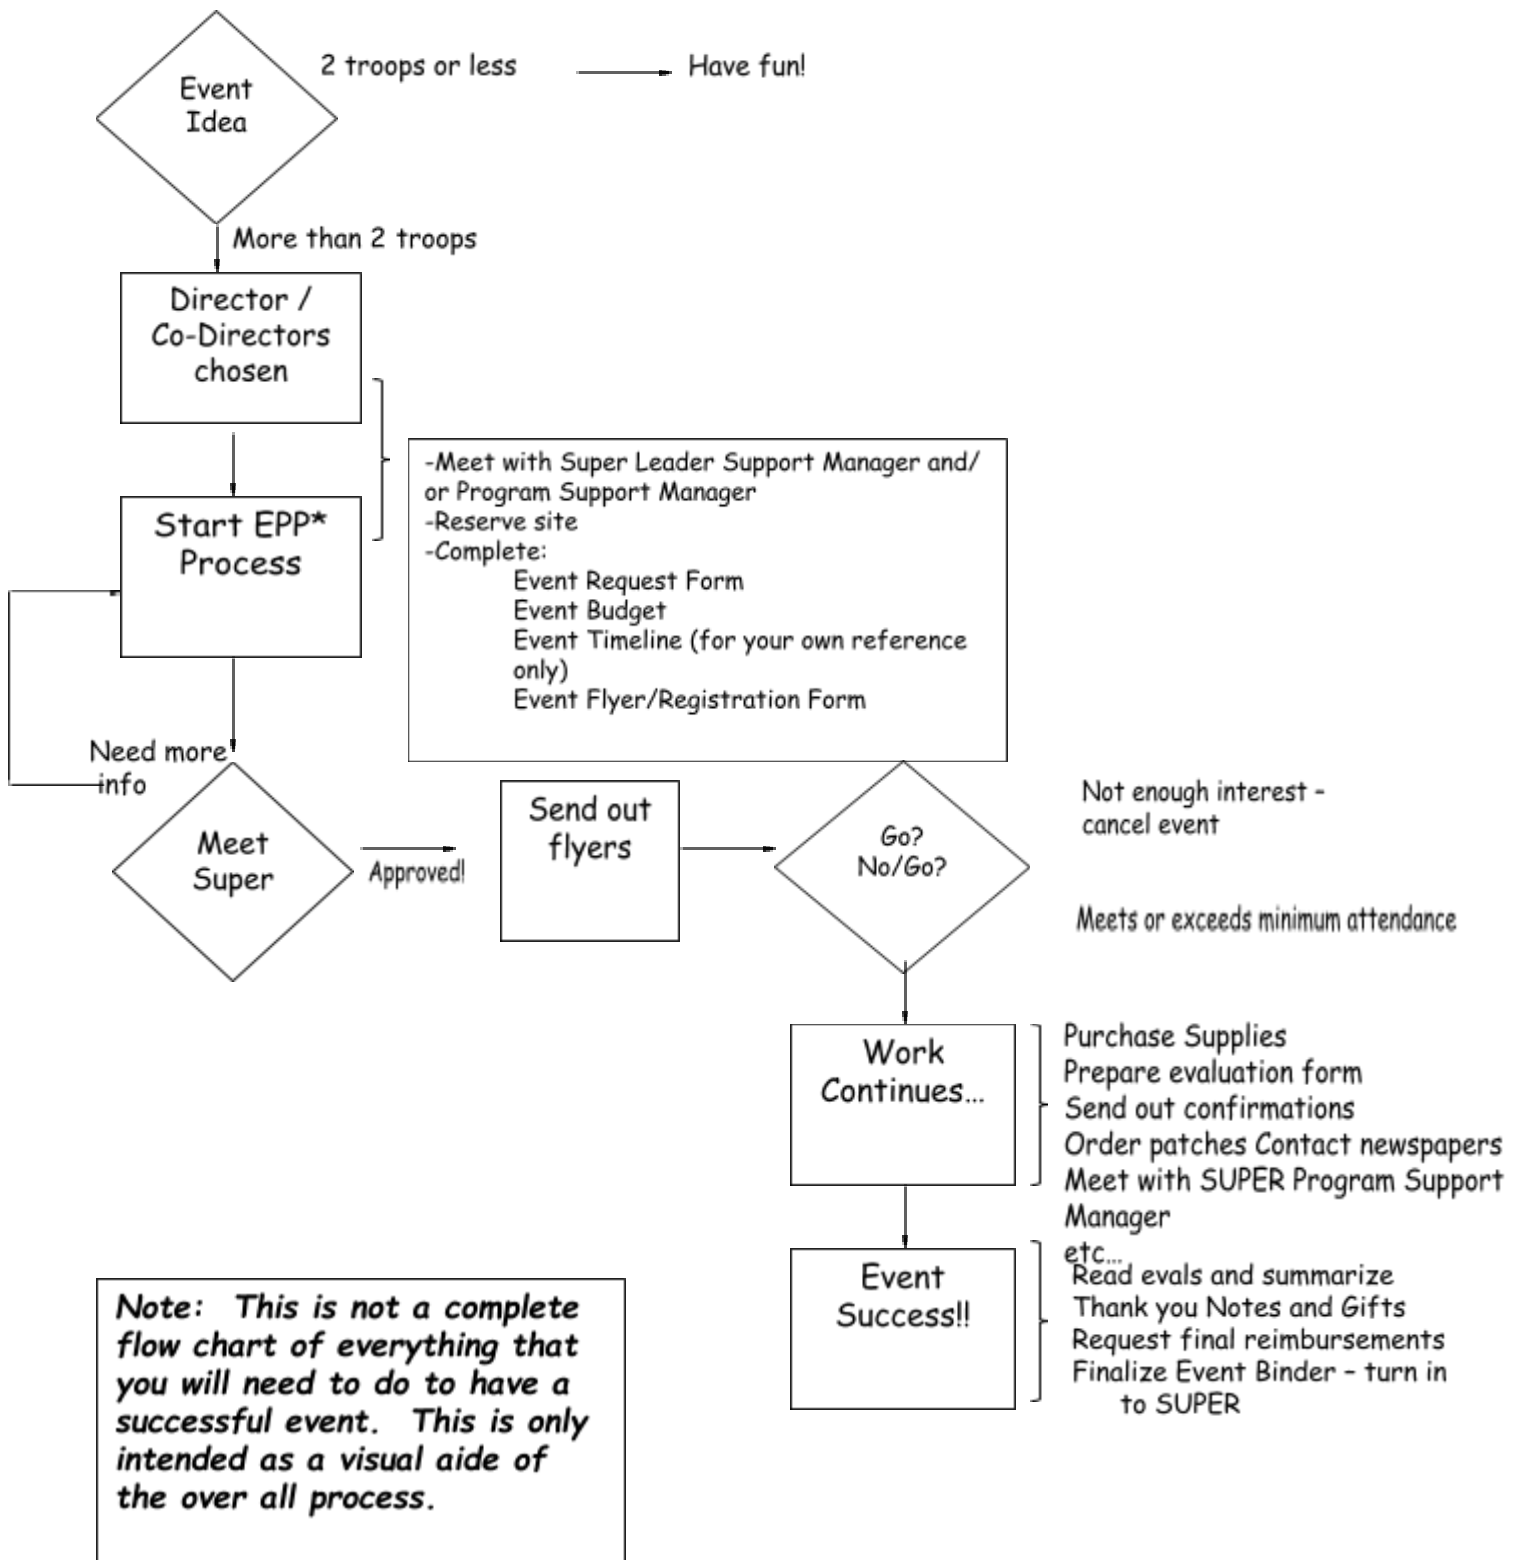 Event
Idea
2 troops or less
Have fun!
More than 2 troops
Director /
Co-Directors
chosen
Start EPP*
Process
-Meet with Super Leader Support Manager and/
or Program Support Manager
-Reserve site
-Complete:
Event Request Form
Event Budget
Event Timeline (for your own reference
only)
Event Flyer/Registration Form
Need more
info
Meet
Super
Approved!
Send out
flyers
Go?
No/Go?
Not enough interest –
cancel event
Meets or exceeds minimum attendance
Work
Continues…
Purchase Supplies
Prepare evaluation form
Send out confirmations
Order patches Contact newspapers
Meet with SUPER Program Support
Manager
etc…
Event
Success!!
Read evals and summarize
Thank you Notes and Gifts
Request final reimbursements
Finalize Event Binder – turn in
to SUPER
Note:  This is not a complete
flow chart of everything that
you will need to do to have a
successful event.  This is only
intended as a visual aide of
the over all process.